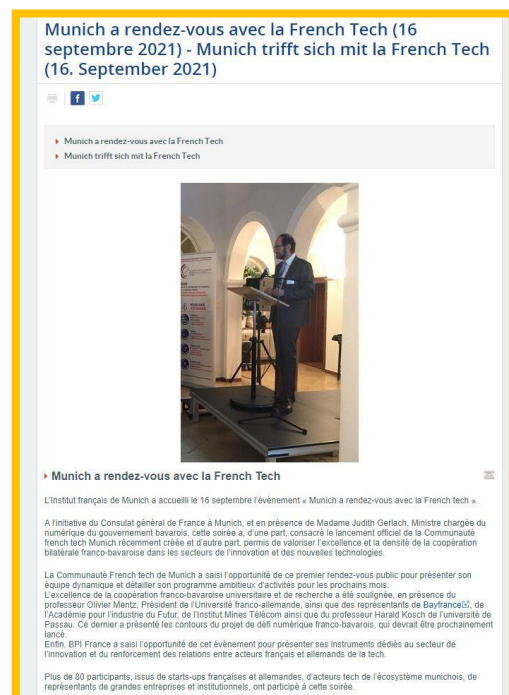 Munich a rendez-vous avec la French Tech (16
septembre 2021) - Munich trifft sich mit la French Tech
(16. September 2021)
Munich a rendez-vous avec la French Tech
Munich trifft sich mit la French Tech
Munich a rendez-vous avec la French Tech
L'Institut français de Munich a accueilli le 16 septembre l'évènement « Munich a rendez-vous avec la French tech ».
A l'initiative du Consulat général de France à Munich, et en présence de Madame Judith Gerlach, Ministre chargée du
numérique du gouvernement bavarois, cette soirée a, d'une part, consacré le lancement officiel de la Communauté
french tech Munich récemment créée et d'autre part, permis de valoriser l'excellence et la densité de la coopération
bilatérale franco-bavaroise dans les secteurs de l'innovation et des nouvelles technologies.
La Communauté French tech de Munich a saisi l'opportunité de ce premier rendez-vous public pour présenter son
équipe dynamique et détailler son programme ambitieux d'activités pour les prochains mois.
L'excellence de la coopération franco-bavaroise universitaire et de recherche a été soulignée, en présence du
professeur Olivier Mentz, Président de l'Université franco-allemande, ainsi que des représentants de Bayfrance, de
l'Académie pour l'industrie du Futur, de l'Institut Mines Télécom ainsi que du professeur Harald Kosch de l'université de
Passau. Ce dernier a présenté les contours du projet de défi numérique franco-bavarois, qui devrait être prochainement
lancé.
Enfin, BPI France a saisi l'opportunité de cet évènement pour présenter ses instruments dédiés au secteur de
l'innovation et du renforcement des relations entre acteurs français et allemands de la tech.
Plus de 80 participants, issus de starts-ups françaises et allemandes, d'acteurs tech de l'écosystème munichois, de
représentants de grandes entreprises et institutionnels, ont participé à cette soirée.